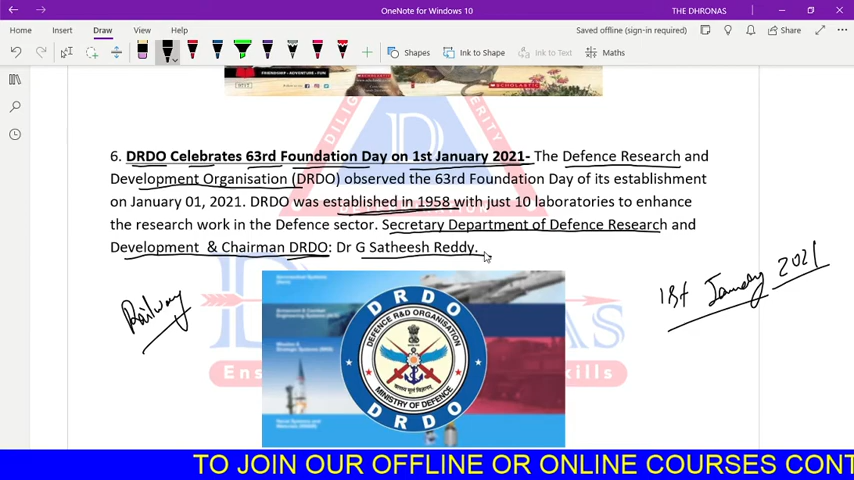 OneNote for Windows 10
THE DHRONAS
Home Insert Draw View Help
Saved offline (sign-in required)
Share
Shapes
Ink to Shape
Ink to Text
Maths
FRIENDSHIP • ADVENTURE • FUN
SCHOLASTIC
6. DRDO Celebrates 63rd Foundation Day on 1st January 2021- The Defence Research and
Development Organisation (DRDO) observed the 63rd Foundation Day of its establishment
on January 01, 2021. DRDO was established in 1958 with just 10 laboratories to enhance
the research work in the Defence sector. Secretary Department of Defence Research and
Development & Chairman DRDO: Dr G Satheesh Reddy.
1st January 2021
Railway
DRDO
DEFENCE R&D ORGANISATION
MINISTRY OF DEFENCE
DRDO
TO JOIN OUR OFFLINE OR ONLINE COURSES CONT